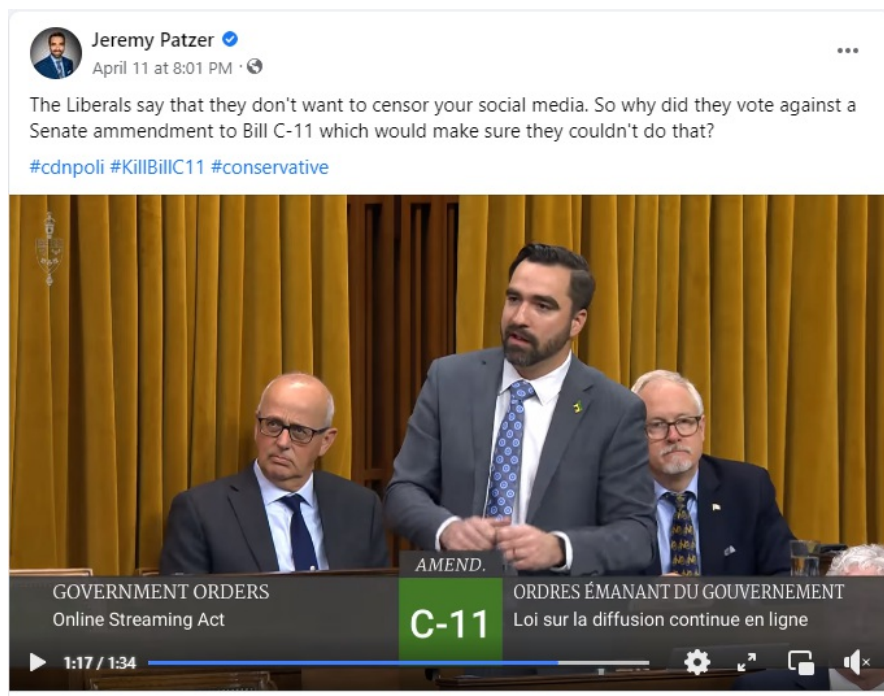 Jeremy Patzer
April 11 at 8:01 PM ·
The Liberals say that they don't want to censor your social media. So why did they vote against a
Senate ammendment to Bill C-11 which would make sure they couldn't do that?
#cdnpoli #KillBillC11 #conservative
AMEND.
GOVERNMENT ORDERS
Online Streaming Act
C-11
ORDRES ÉMANANT DU GOUVERNEMENT
Loi sur la diffusion continue en ligne
1:17 / 1:34